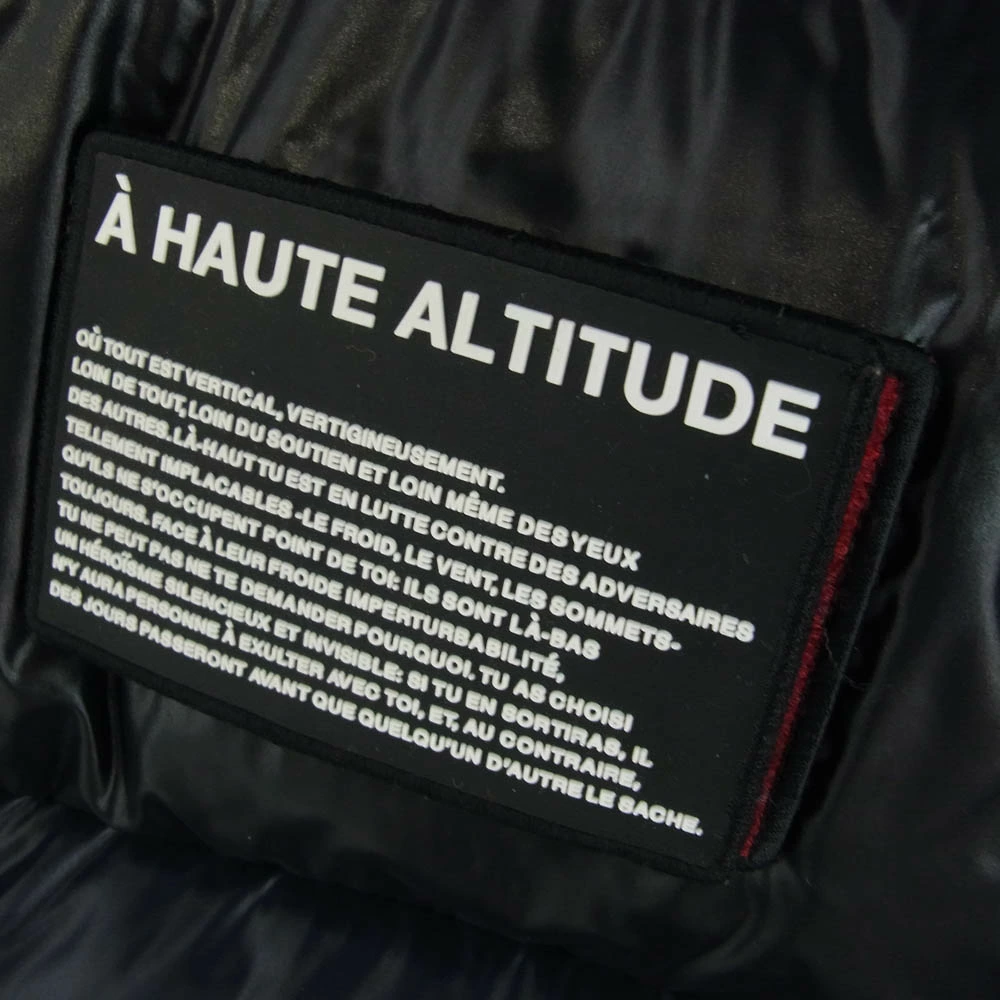 À HAUTE ALTITUDE
OÙ TOUT EST VERTICAL, VERTIGINEUSEMENT.
LOIN DE TOUT, LOIN DU SOUTIEN ET LOIN MÊME DES YEUX
DES AUTRES. LÀ-HAUT TU EST EN LUTTE CONTRE DES ADVERSAIRES
TELLEMENT IMPLACABLES -LE FROID, LE VENT, LES SOMMETS-
QU'ILS NE S'OCCUPENT POINT DE TOI: ILS SONT LÀ-BAS
TOUJOURS. FACE À LEUR FROIDE IMPERTURBABILITÉ,
TU NE PEUT PAS NE TE DEMANDER POURQUOI. TU AS CHOISI
UN HÉROÏSME SILENCIEUX ET INVISIBLE: SI TU EN SORTIRAS, IL
N'Y AURA PERSONNE À EXULTER AVEC TOI, ET, AU CONTRAIRE,
DES JOURS PASSERONT AVANT QUE QUELQU'UN D'AUTRE LE SACHE.